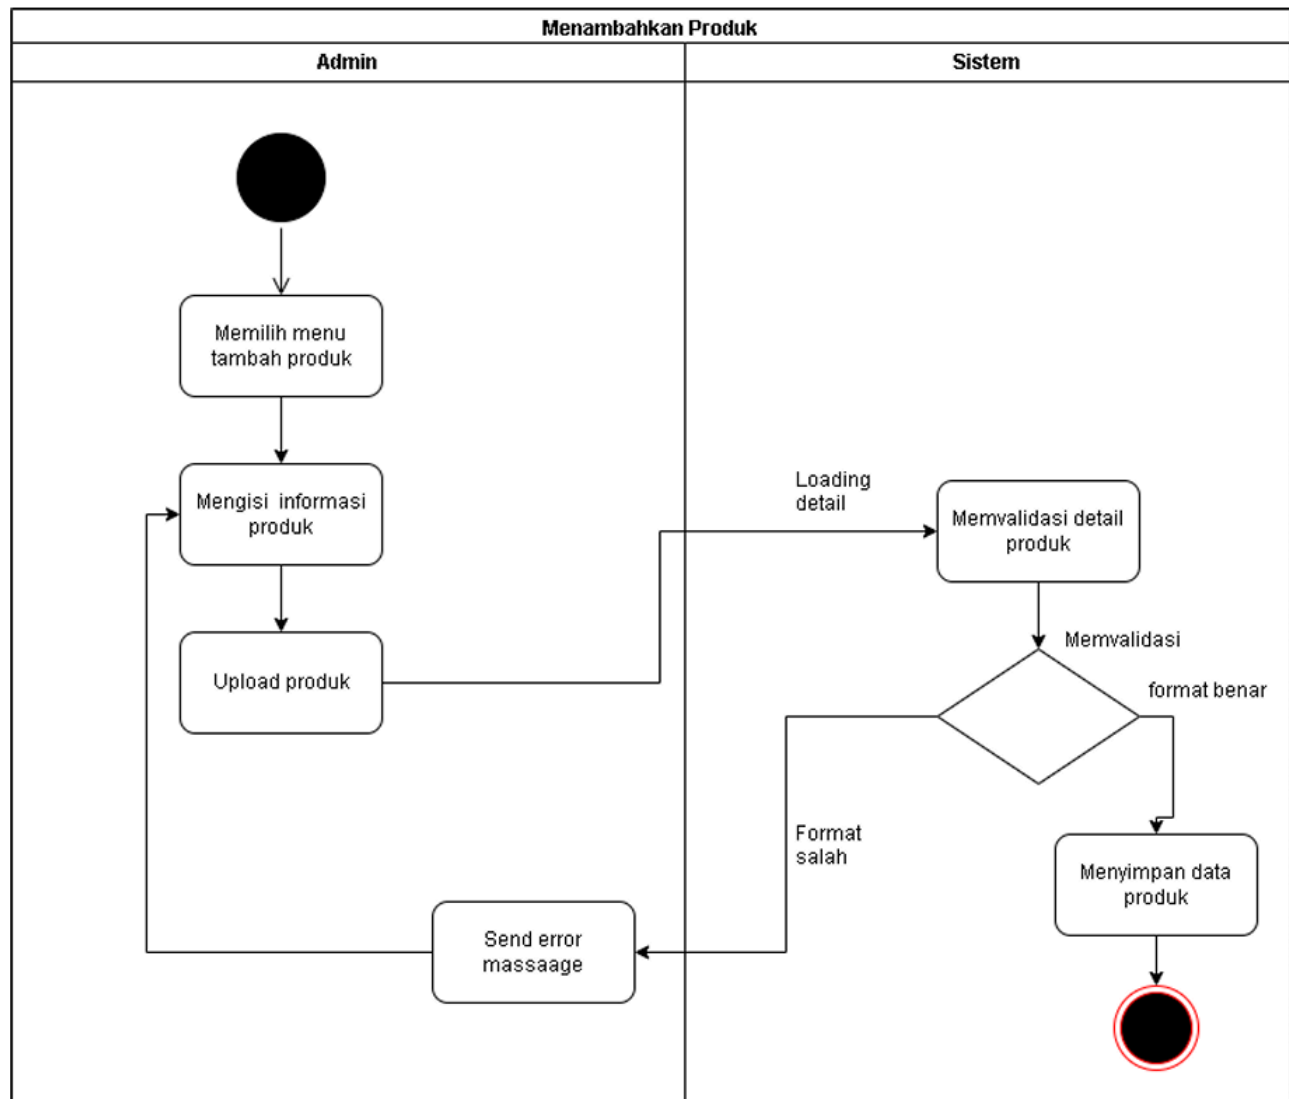 Menambahkan Produk
Admin
Sistem
Memilih menu
tambah produk
Mengisi informasi
produk
Upload produk
Loading
detail
Memvalidasi detail
produk
Memvalidasi
format benar
Format
salah
Menyimpan data
produk
Send error
massaage